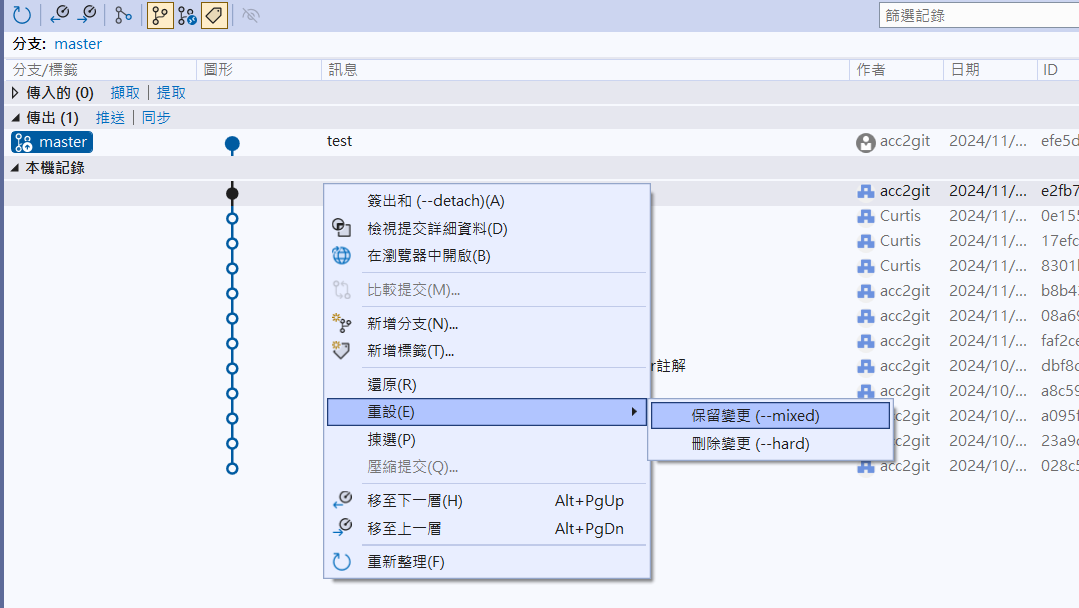 篩選記錄
分支: master
分支/標籤 圖形 訊息 作者 日期 ID
傳入的 (0) 擷取 提取
傳出 (1) 推送 同步
master test acc2git 2024/11/... efe5d
本機記錄
acc2git 2024/11/... e2fb7
簽出和 (--detach)(A)
Curtis 2024/11/... 0e155
檢視提交詳細資料(D)
Curtis 2024/11/... 17efc
在瀏覽器中開啟(B)
Curtis 2024/11/... 8301
比較提交(M)...
acc2git 2024/11/... b8b4
新增分支(N)...
acc2git 2024/11/... 08a69
acc2git 2024/11/... faf2ce
新增標籤(T)...
r註解 acc2git 2024/10/... dbf8c
還原(R)
acc2git 2024/10/... a8c59
重設(E)
保留變更 (--mixed)
acc2git 2024/10/... a095f
揀選(P)
刪除變更 (--hard)
acc2git 2024/10/... 23a9
壓縮提交(Q)...
acc2git 2024/10/... 028c5
移至下一層(H) Alt+PgUp
移至上一層 Alt+PgDn
重新整理(F)